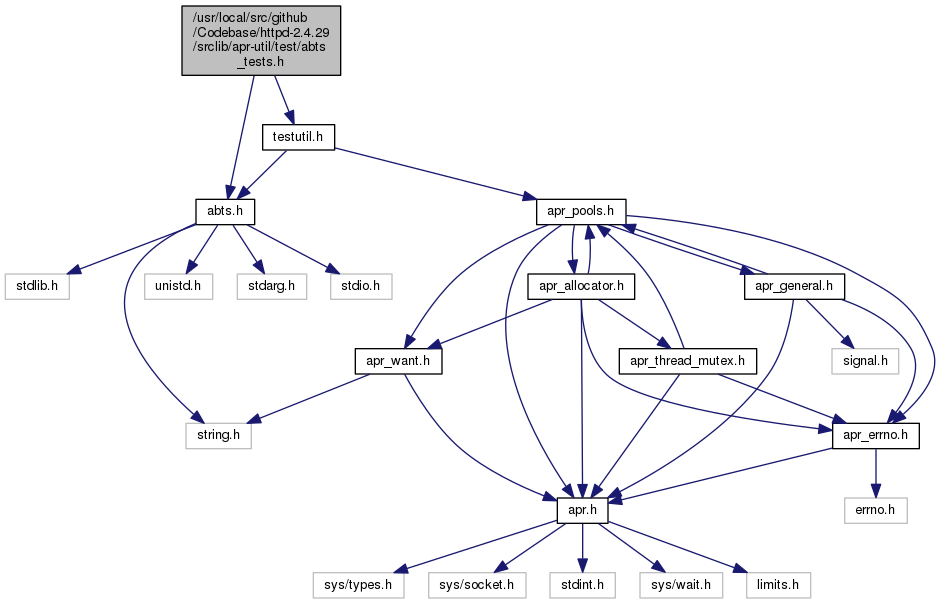 /usr/local/src/github
/Codebase/httpd-2.4.29
/srclib/apr-util/test/abts
_tests.h
testutil.h
abts.h
apr_pools.h
stdlib.h
unistd.h
stdarg.h
stdio.h
apr_allocator.h
apr_general.h
apr_want.h
apr_thread_mutex.h
signal.h
string.h
apr_errno.h
apr.h
errno.h
sys/types.h
sys/socket.h
stdint.h
sys/wait.h
limits.h